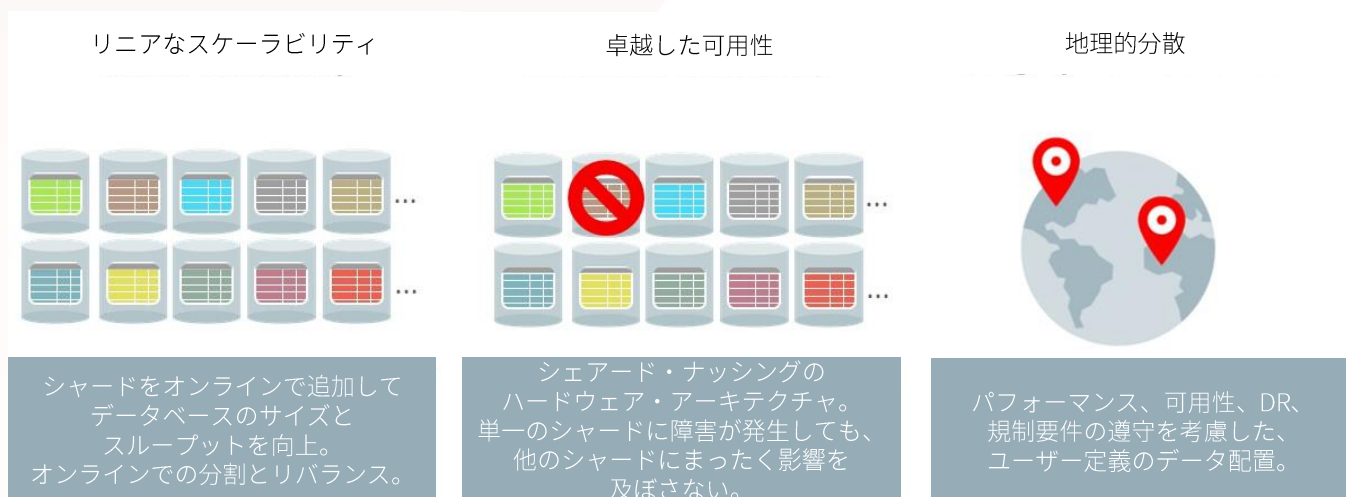 リニアなスケーラビリティ
卓越した可用性
地理的分散
...
...
...
...
シャードをオンラインで追加して
データベースのサイズと
スループットを向上。
オンラインでの分割とリバランス。
シェアード・ナッシングの
ハードウェア・アーキテクチャ。
単一のシャードに障害が発生しても、
他のシャードにまったく影響を
及ぼさない。
パフォーマンス、可用性、DR、
規制要件の遵守を考慮した、
ユーザー定義のデータ配置。